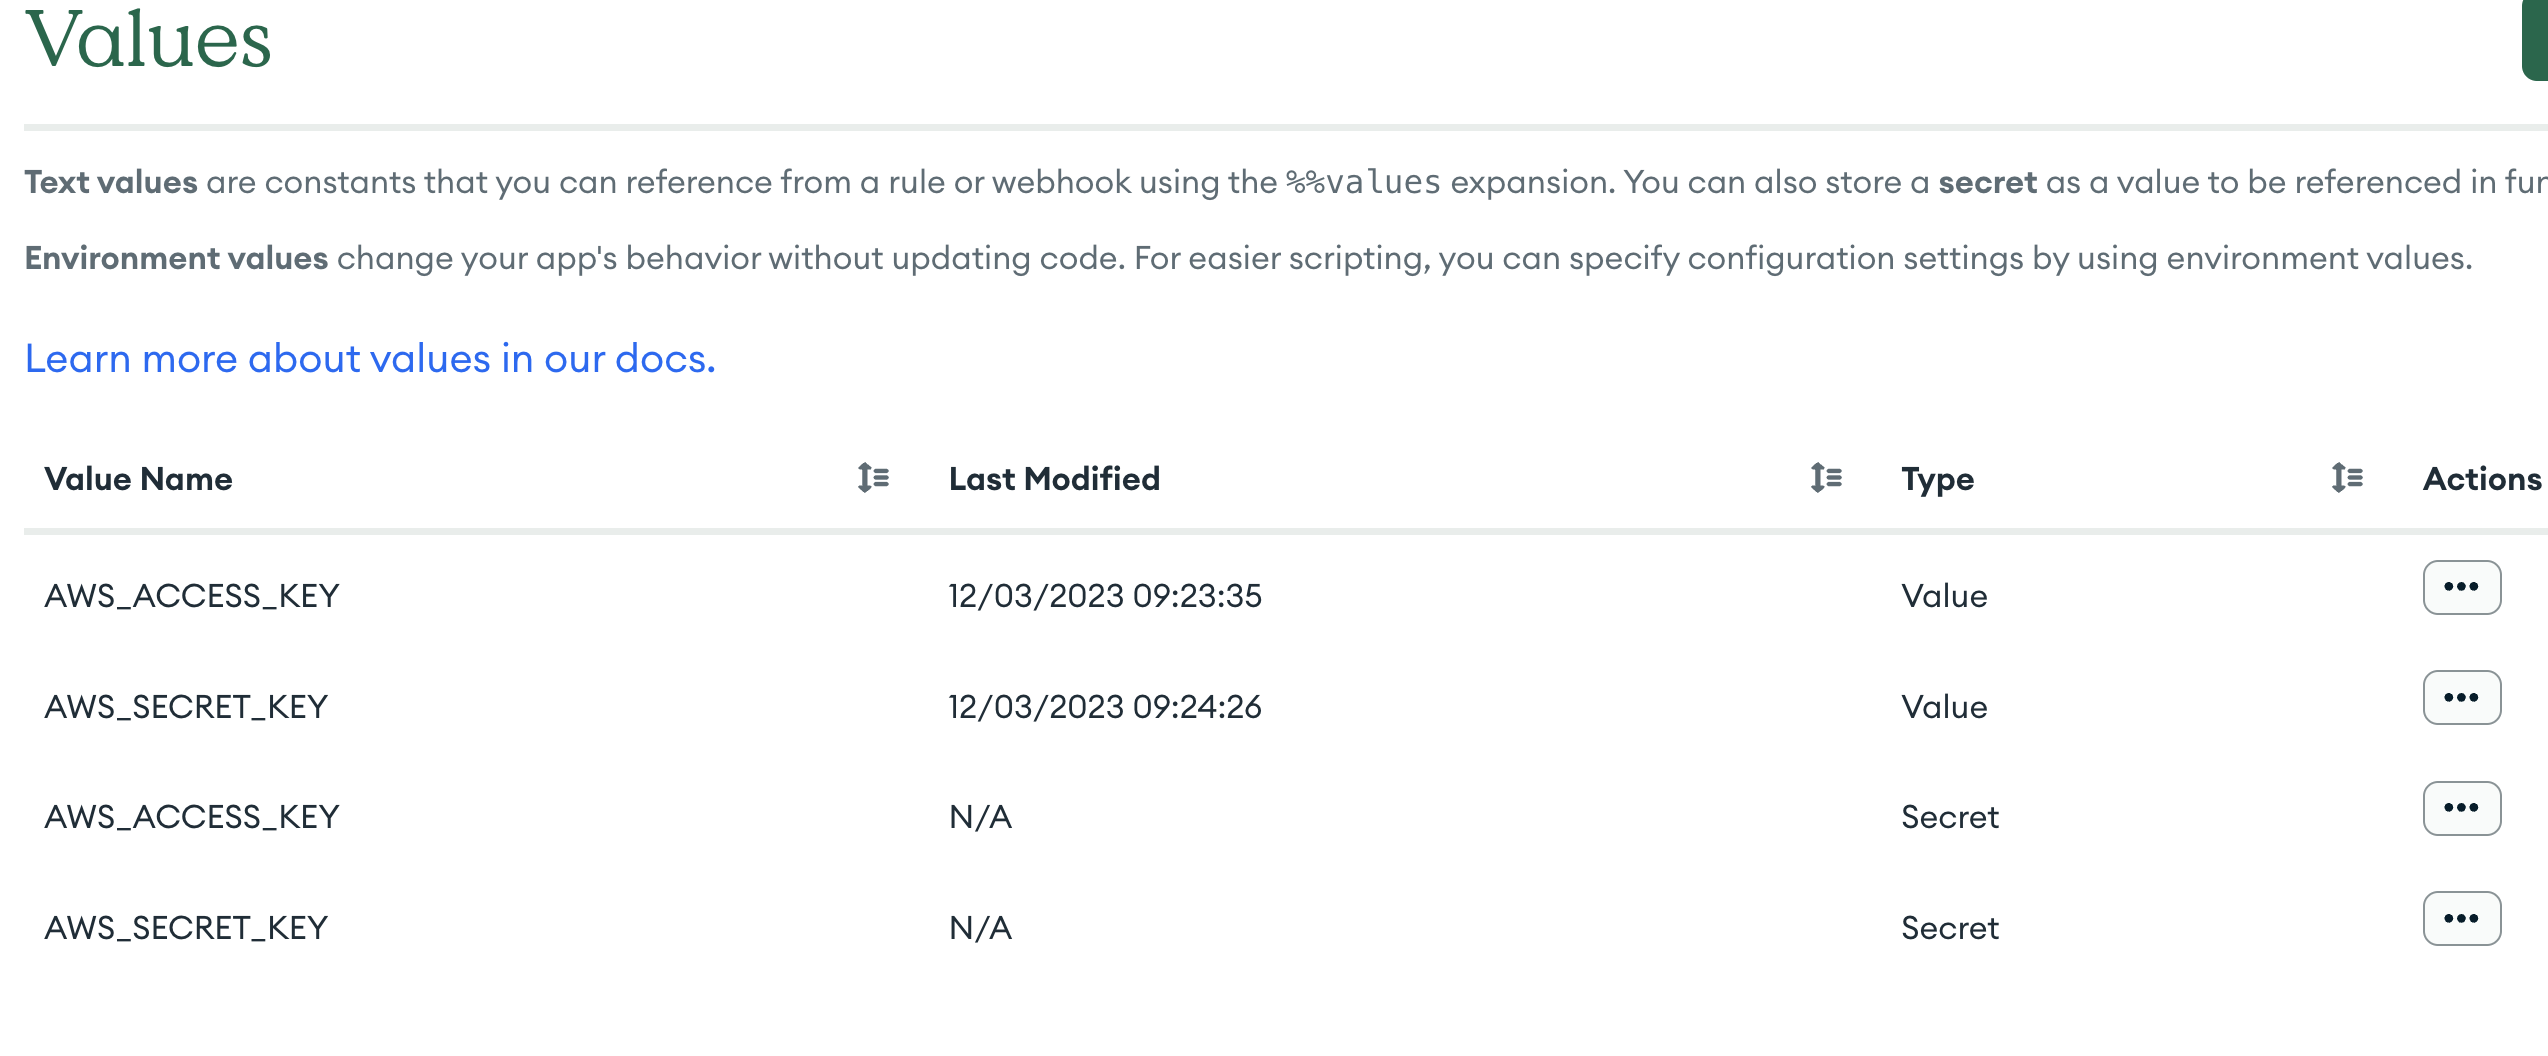 Values
Text values are constants that you can reference from a rule or webhook using the %%values expansion. You can also store a secret as a value to be referenced in
Environment values change your app's behavior without updating code. For easier scripting, you can specify configuration settings by using environment values.
Learn more about values in our docs.
Value Name Last Modified Type Actions
AWS_ACCESS_KEY 12/03/2023 09:23:35 Value
AWS_SECRET_KEY 12/03/2023 09:24:26 Value
AWS_ACCESS_KEY N/A Secret
AWS_SECRET_KEY N/A Secret